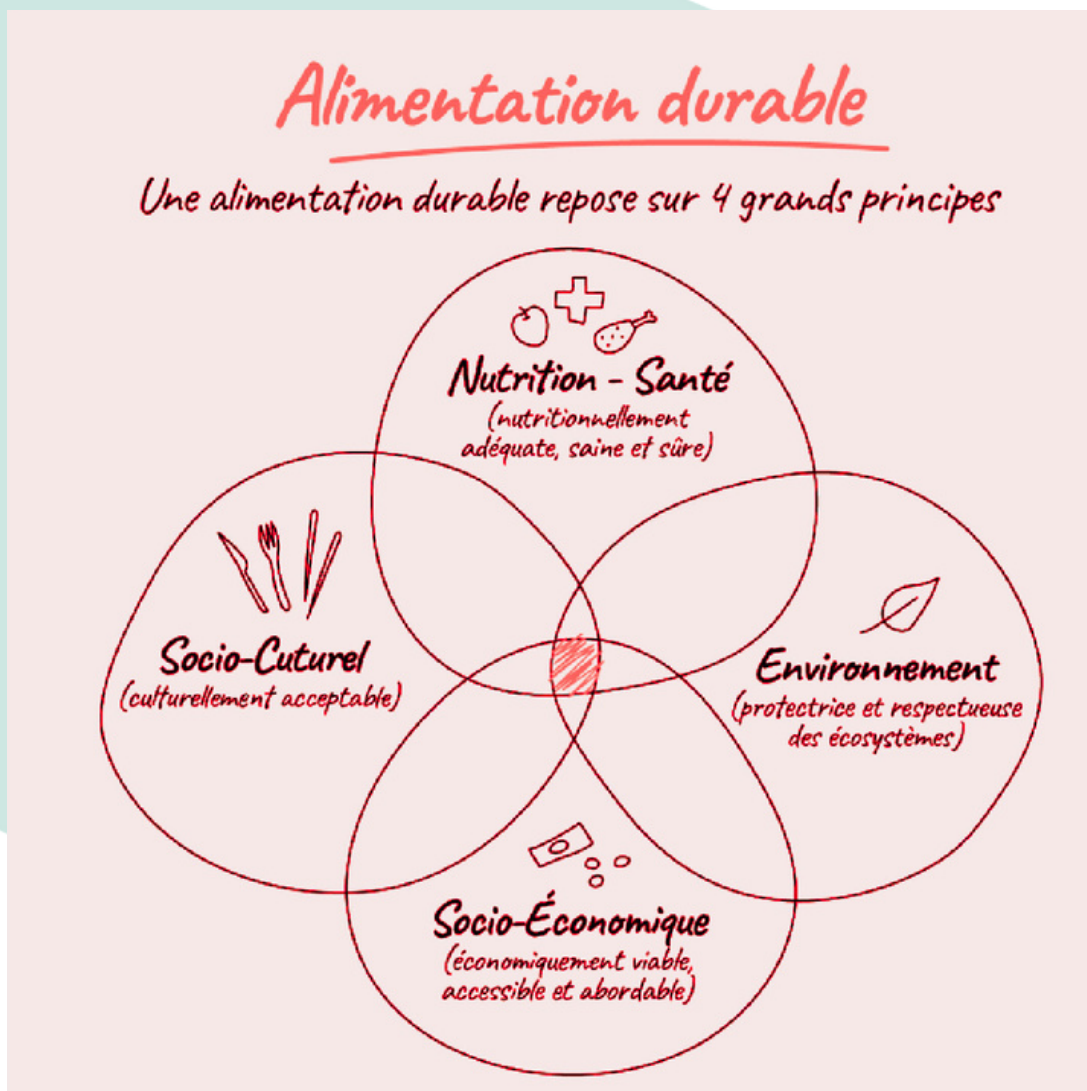 Alimentation durable
Une alimentation durable repose sur 4 grands principes
Nutrition - Santé
(nutritionnellement
adéquate, saine et sûre)
Socio-Cuturel
(culturellement acceptable)
Environnement
(protectrice et respectueuse
des écosystèmes)
Socio-Économique
(économiquement viable,
accessible et abordable)